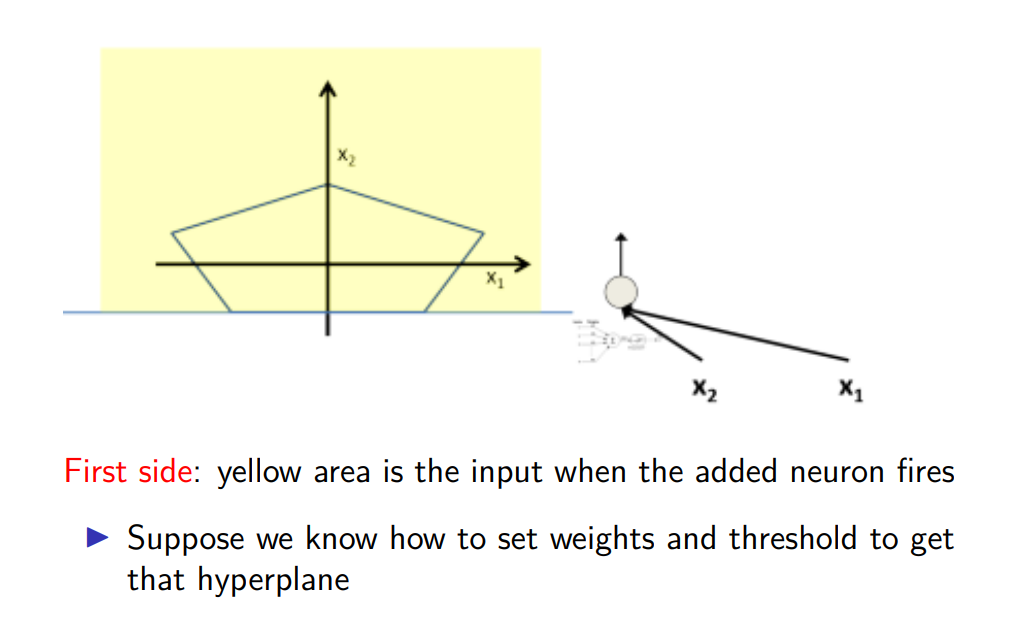 x₂
x₁
x₂
x₁
First side: yellow area is the input when the added neuron fires
▶ Suppose we know how to set weights and threshold to get
that hyperplane